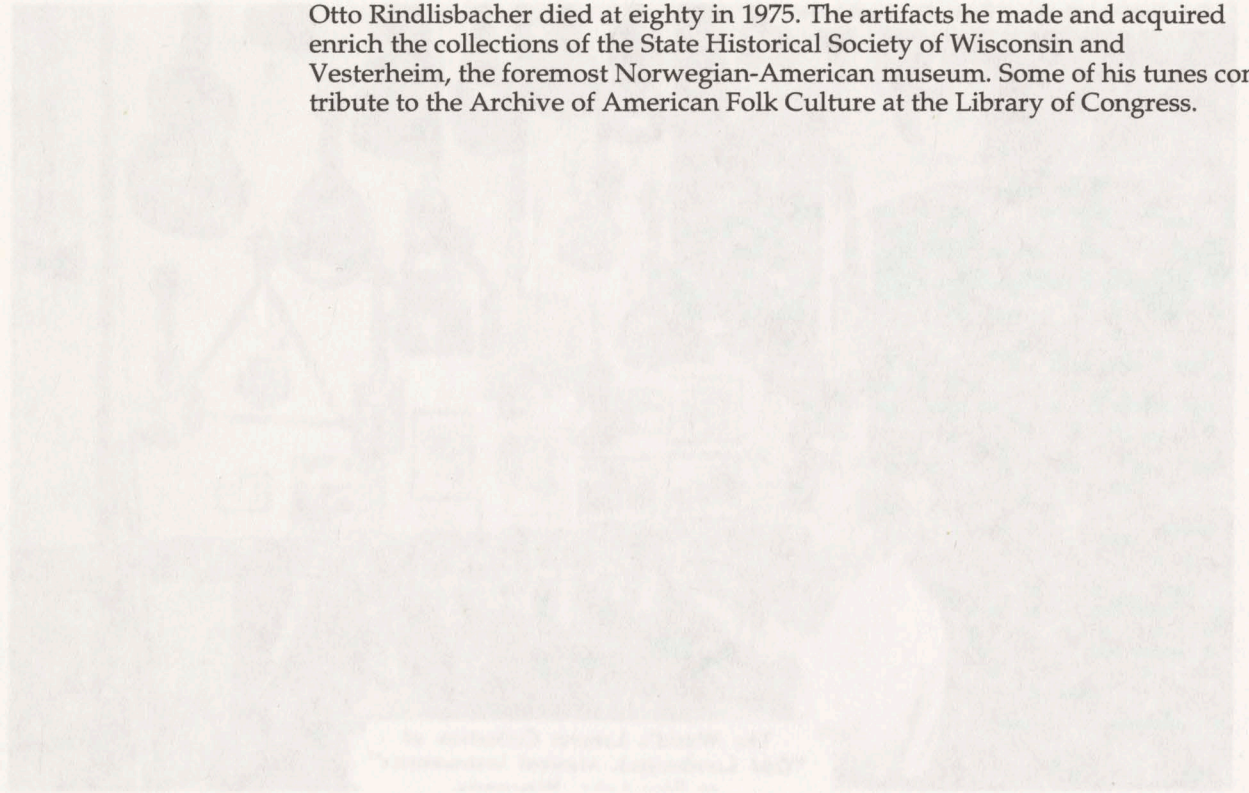 Otto Rindlisbacher died at eighty in 1975. The artifacts he made and acquired
enrich the collections of the State Historical Society of Wisconsin and
Vesterheim, the foremost Norwegian-American museum. Some of his tunes con
tribute to the Archive of American Folk Culture at the Library of Congress.